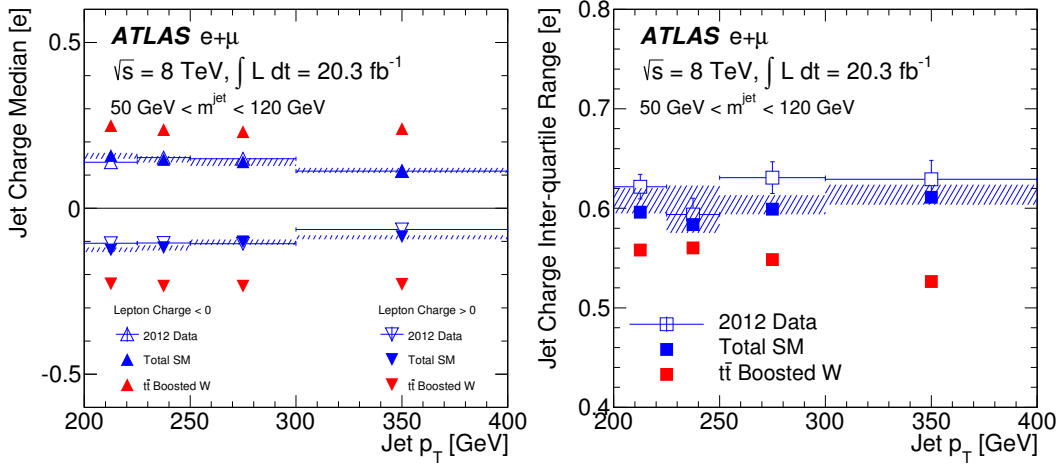 Jet Charge Median [e]
0.5
0
-0.5
ATLAS e+μ
√s = 8 TeV, ∫ L dt = 20.3 fb⁻¹
50 GeV < m^jet < 120 GeV
Lepton Charge < 0
2012 Data
Total SM
tt̄ Boosted W
Lepton Charge > 0
2012 Data
Total SM
tt̄ Boosted W
200 250 300 350 400
Jet p_T [GeV]
Jet Charge Inter-quartile Range [e]
0.8
0.7
0.6
0.5
0.4
ATLAS e+μ
√s = 8 TeV, ∫ L dt = 20.3 fb⁻¹
50 GeV < m^jet < 120 GeV
2012 Data
Total SM
tt̄ Boosted W
200 250 300 350 400
Jet p_T [GeV]